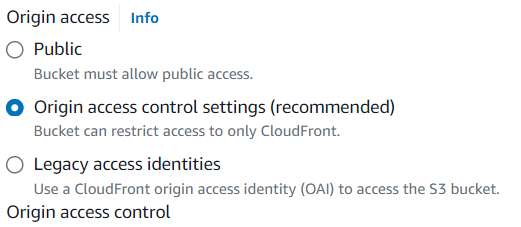 Origin access Info
Public
Bucket must allow public access.
Origin access control settings (recommended)
Bucket can restrict access to only CloudFront.
Legacy access identities
Use a CloudFront origin access identity (OAI) to access the S3 bucket.
Origin access control